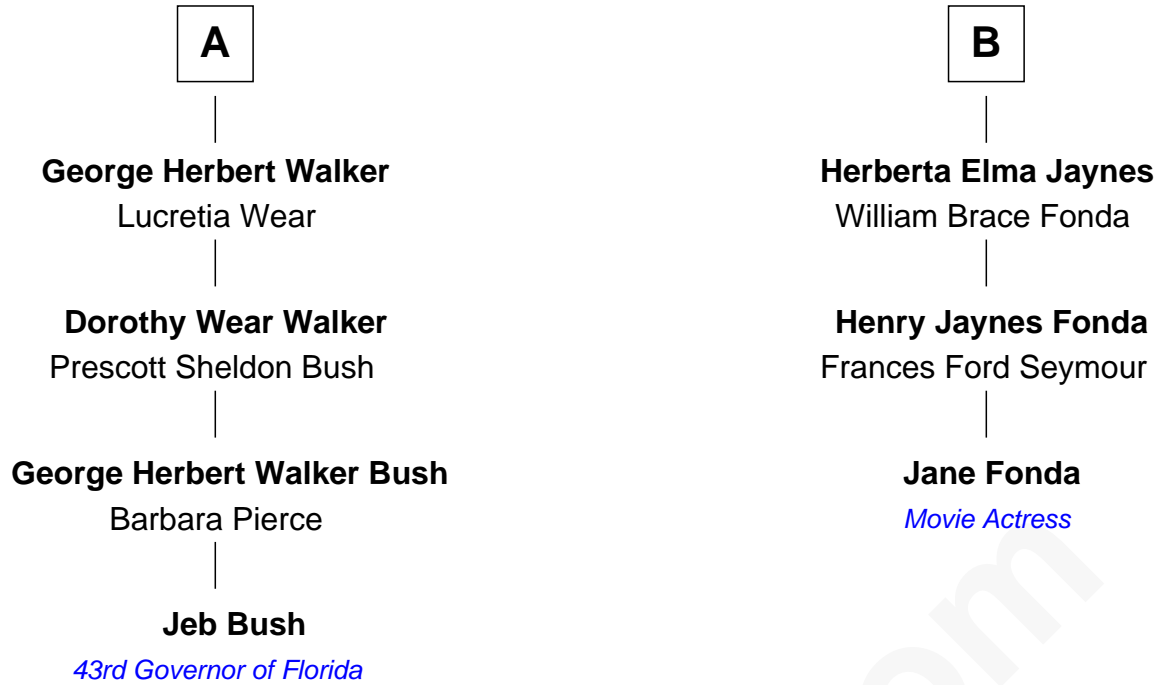 A
George Herbert Walker
Lucretia Wear
Dorothy Wear Walker
Prescott Sheldon Bush
George Herbert Walker Bush
Barbara Pierce
Jeb Bush
43rd Governor of Florida
B
Herberta Elma Jaynes
William Brace Fonda
Henry Jaynes Fonda
Frances Ford Seymour
Jane Fonda
Movie Actress
om